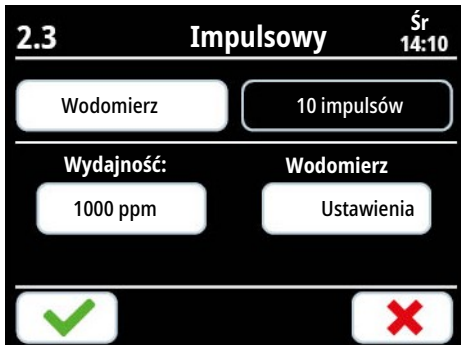 2.3 Impulsowy Śr
14:10
Wodomierz 10 impulsów
Wydajność: Wodomierz
1000 ppm Ustawienia